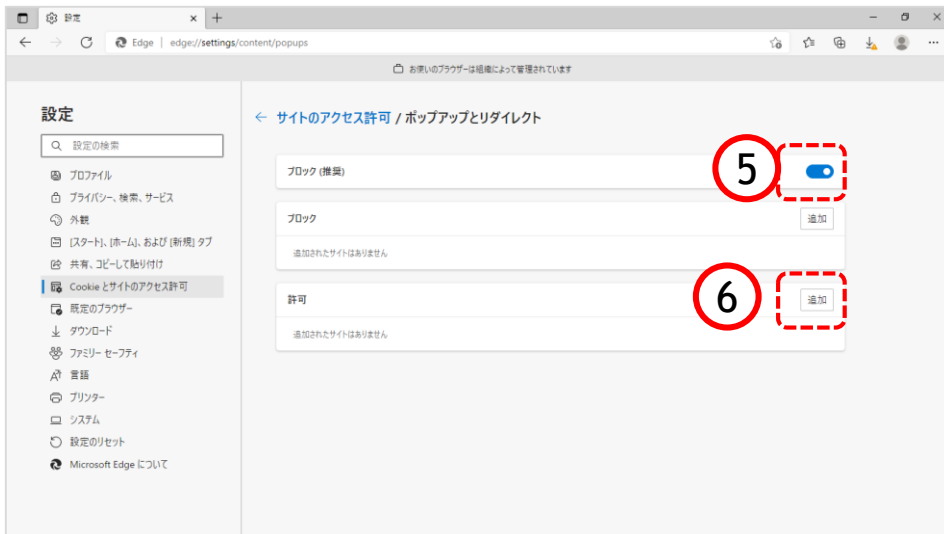 設定
Edge | edge://settings/content/popups
お使いのブラウザーは組織によって管理されています
設定
設定の検索
プロファイル
プライバシー、検索、サービス
外観
[スタート]、[ホーム]、および [新規] タブ
共有、コピーして貼り付け
Cookie とサイトのアクセス許可
既定のブラウザー
ダウンロード
ファミリー セーフティ
言語
プリンター
システム
設定のリセット
Microsoft Edge について
サイトのアクセス許可 / ポップアップとリダイレクト
ブロック (推奨)
5
ブロック
追加
追加されたサイトはありません
許可
6
追加
追加されたサイトはありません